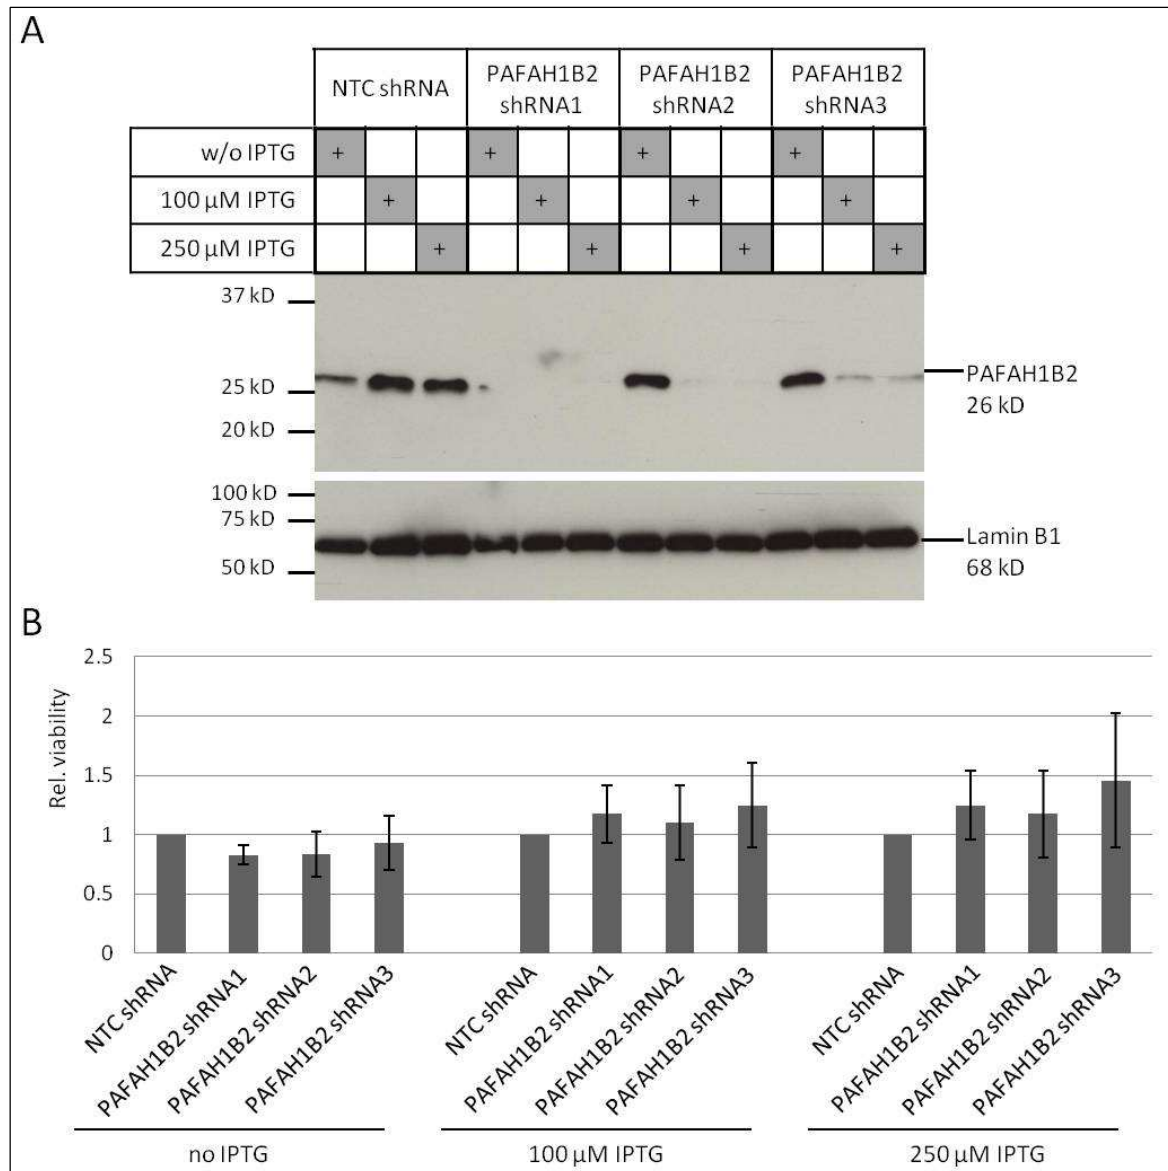 A
NTC shRNA
PAFAH1B2
shRNA1
PAFAH1B2
shRNA2
PAFAH1B2
shRNA3
w/o IPTG + + + +
100 µM IPTG + + + +
250 µM IPTG + + + +
37 kD
25 kD
20 kD
PAFAH1B2
26 kD
100 kD
75 kD
50 kD
Lamin B1
68 kD
B
Rel. viability
2.5
2
1.5
1
0.5
0
NTC shRNA
PAFAH1B2 shRNA1
PAFAH1B2 shRNA2
PAFAH1B2 shRNA3
NTC shRNA
PAFAH1B2 shRNA1
PAFAH1B2 shRNA2
PAFAH1B2 shRNA3
NTC shRNA
PAFAH1B2 shRNA1
PAFAH1B2 shRNA2
PAFAH1B2 shRNA3
no IPTG
100 µM IPTG
250 µM IPTG